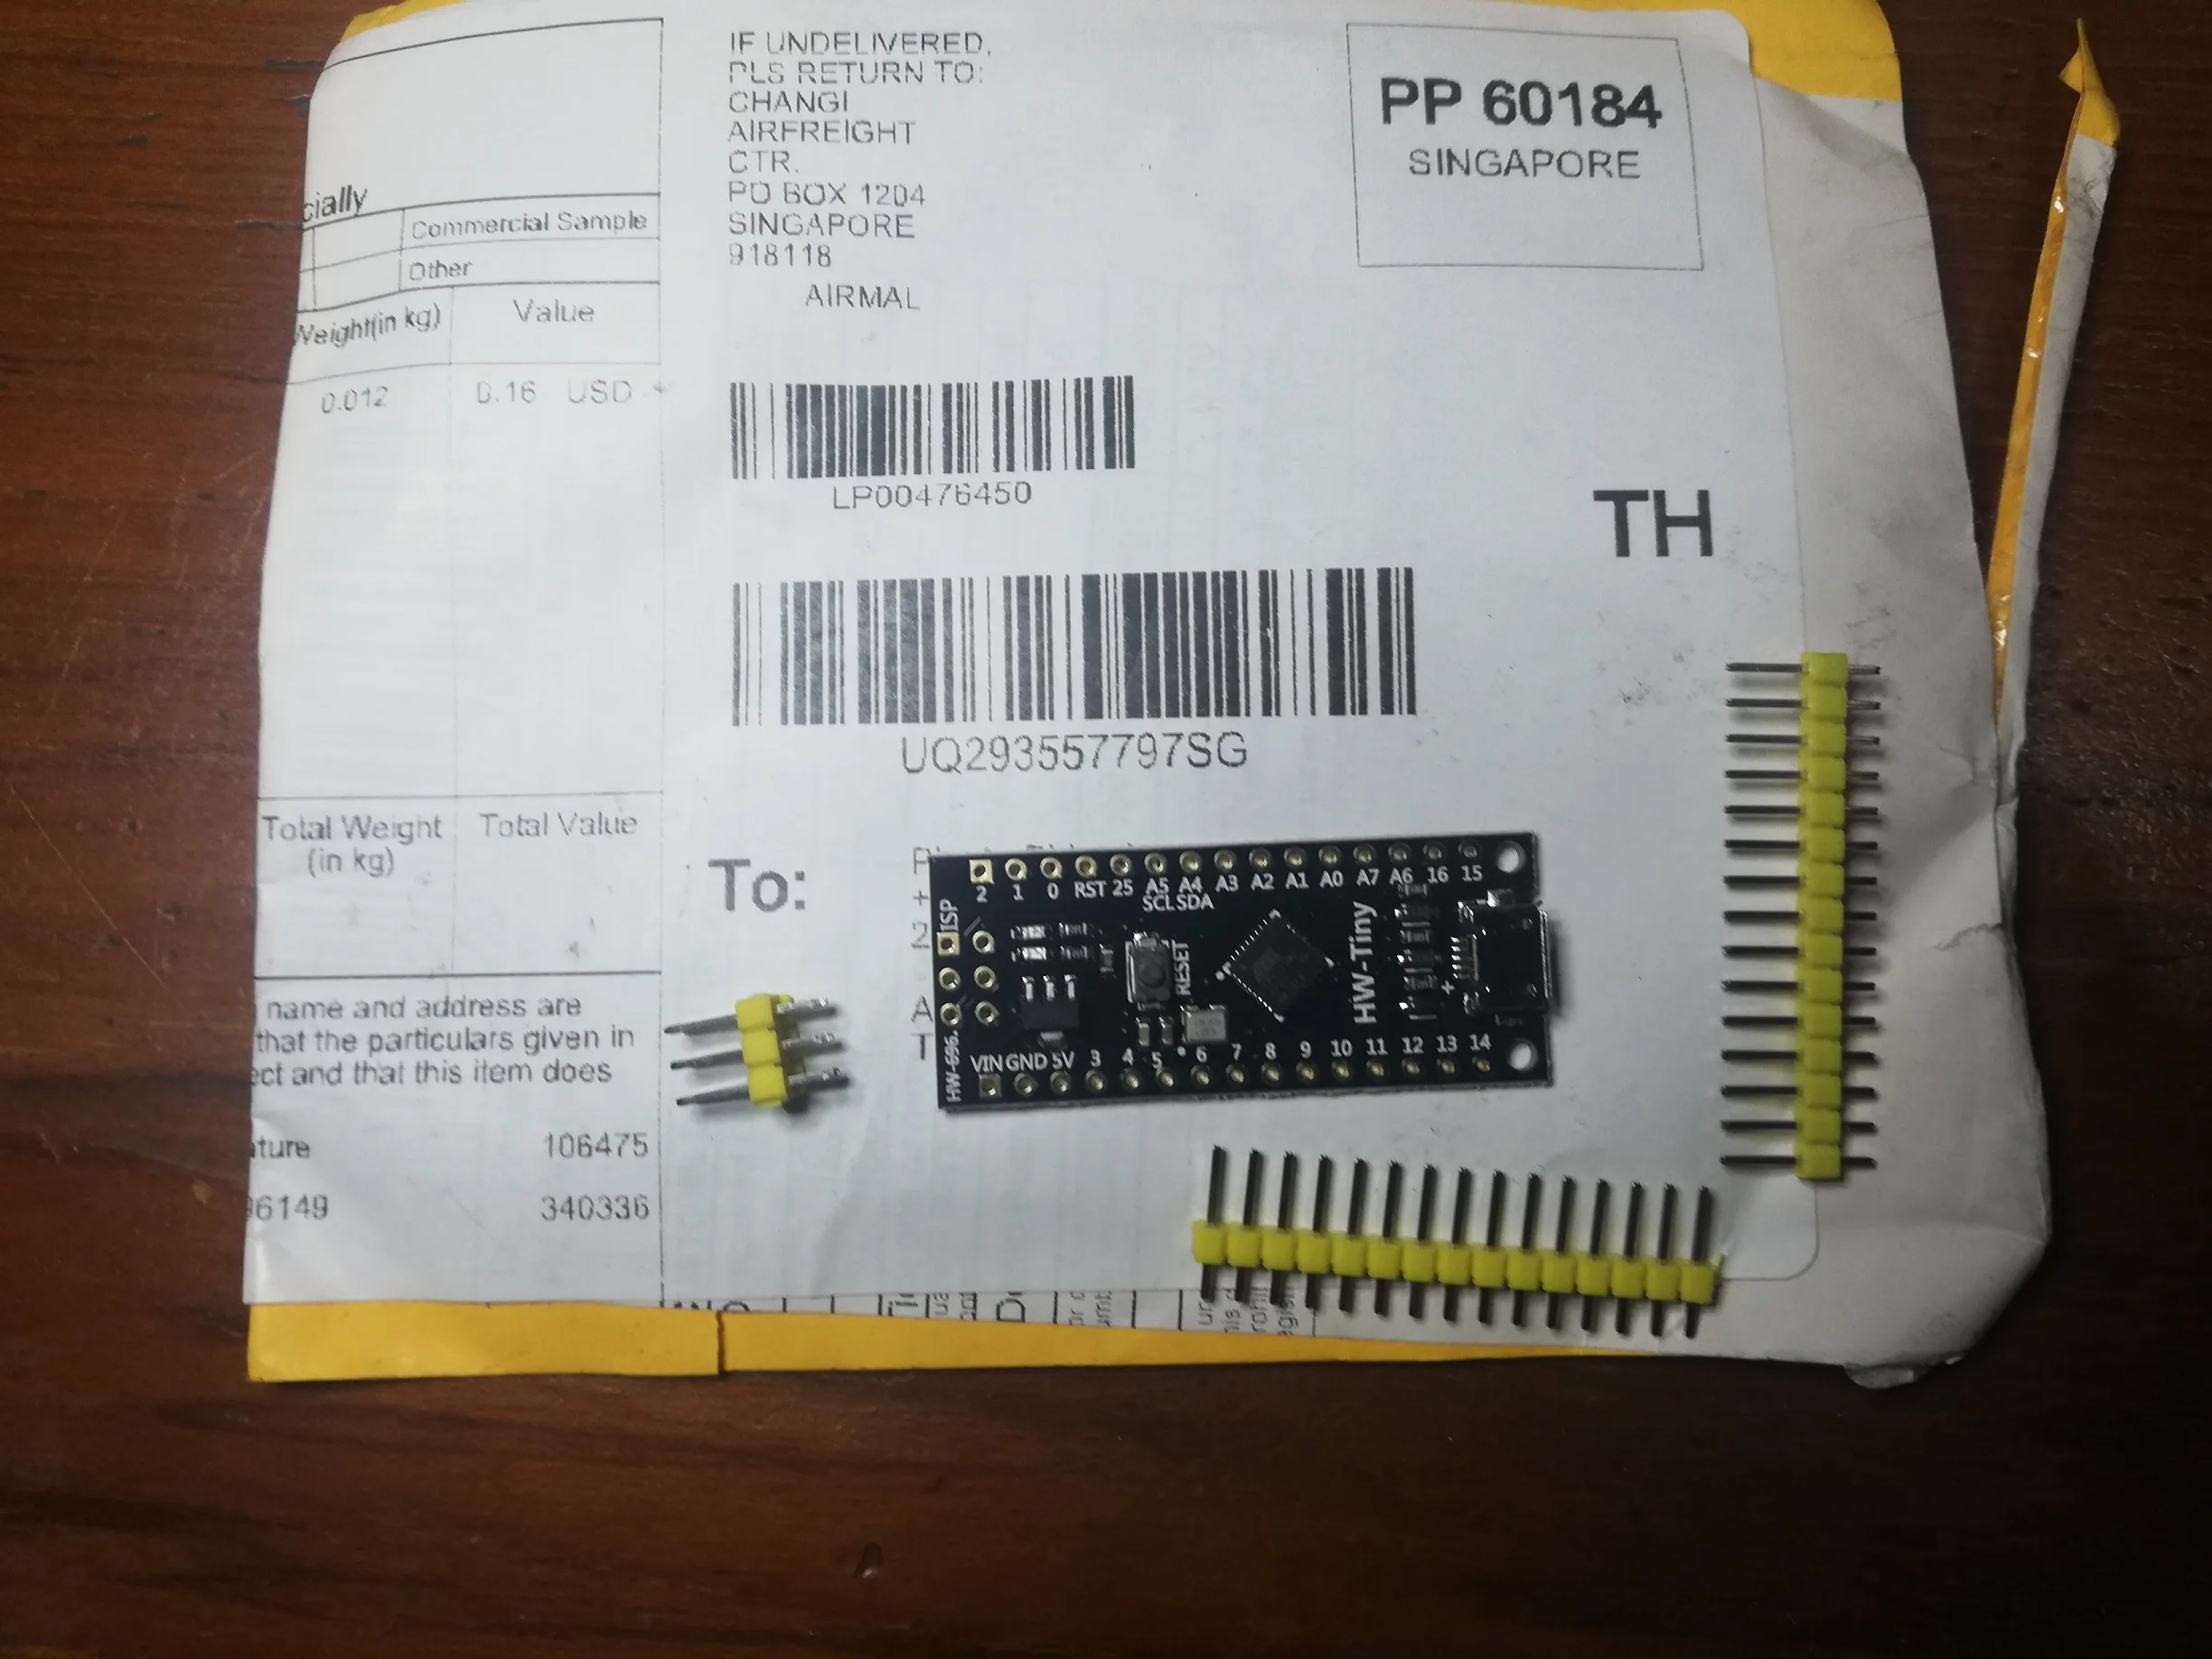 cially
Commercial Sample
Other
Weight(in kg)
Value
0.012
0.16 USD
Total Weight
(in kg)
Total Value
name and address are
that the particulars given in
ect and that this item does
ature
106475
6149
340336
IF UNDELIVERED,
PLS RETURN TO:
CHANGI
AIRFREIGHT
CTR.
PO BOX 1204
SINGAPORE
918118
AIRMAL
PP 60184
SINGAPORE
LP00476450
TH
UQ293557797SG
To:
+
2
A
T
2 1 0 RST 25 A5 A4 A3 A2 A1 A0 A7 A6 16 15
SCL SDA
ISP
RESET
HW-Tiny
+
HW-696.
VIN GND 5V 3 4 5 6 7 8 9 10 11 12 13 14